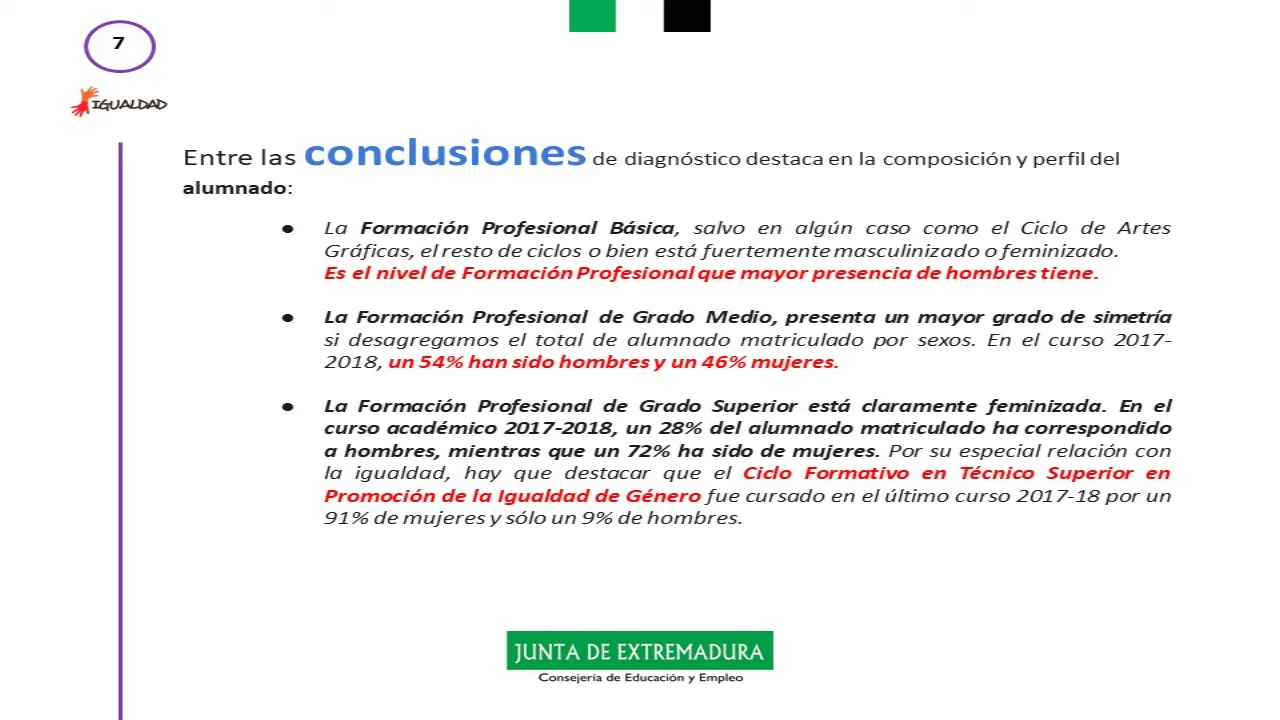 7
IGUALDAD
Entre las conclusiones de diagnóstico destaca en la composición y perfil del
alumnado:
● La Formación Profesional Básica, salvo en algún caso como el Ciclo de Artes
Gráficas, el resto de ciclos o bien está fuertemente masculinizado o feminizado.
Es el nivel de Formación Profesional que mayor presencia de hombres tiene.
● La Formación Profesional de Grado Medio, presenta un mayor grado de simetría
si desagregamos el total de alumnado matriculado por sexos. En el curso 2017-
2018, un 54% han sido hombres y un 46% mujeres.
● La Formación Profesional de Grado Superior está claramente feminizada. En el
curso académico 2017-2018, un 28% del alumnado matriculado ha correspondido
a hombres, mientras que un 72% ha sido de mujeres. Por su especial relación con
la igualdad, hay que destacar que el Ciclo Formativo en Técnico Superior en
Promoción de la Igualdad de Género fue cursado en el último curso 2017-18 por un
91% de mujeres y sólo un 9% de hombres.
JUNTA DE EXTREMADURA
Consejería de Educación y Empleo